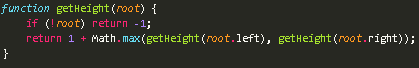 function getHeight(root) {
    if (!root) return -1;
    return 1 + Math.max(getHeight(root.left), getHeight(root.right));
}